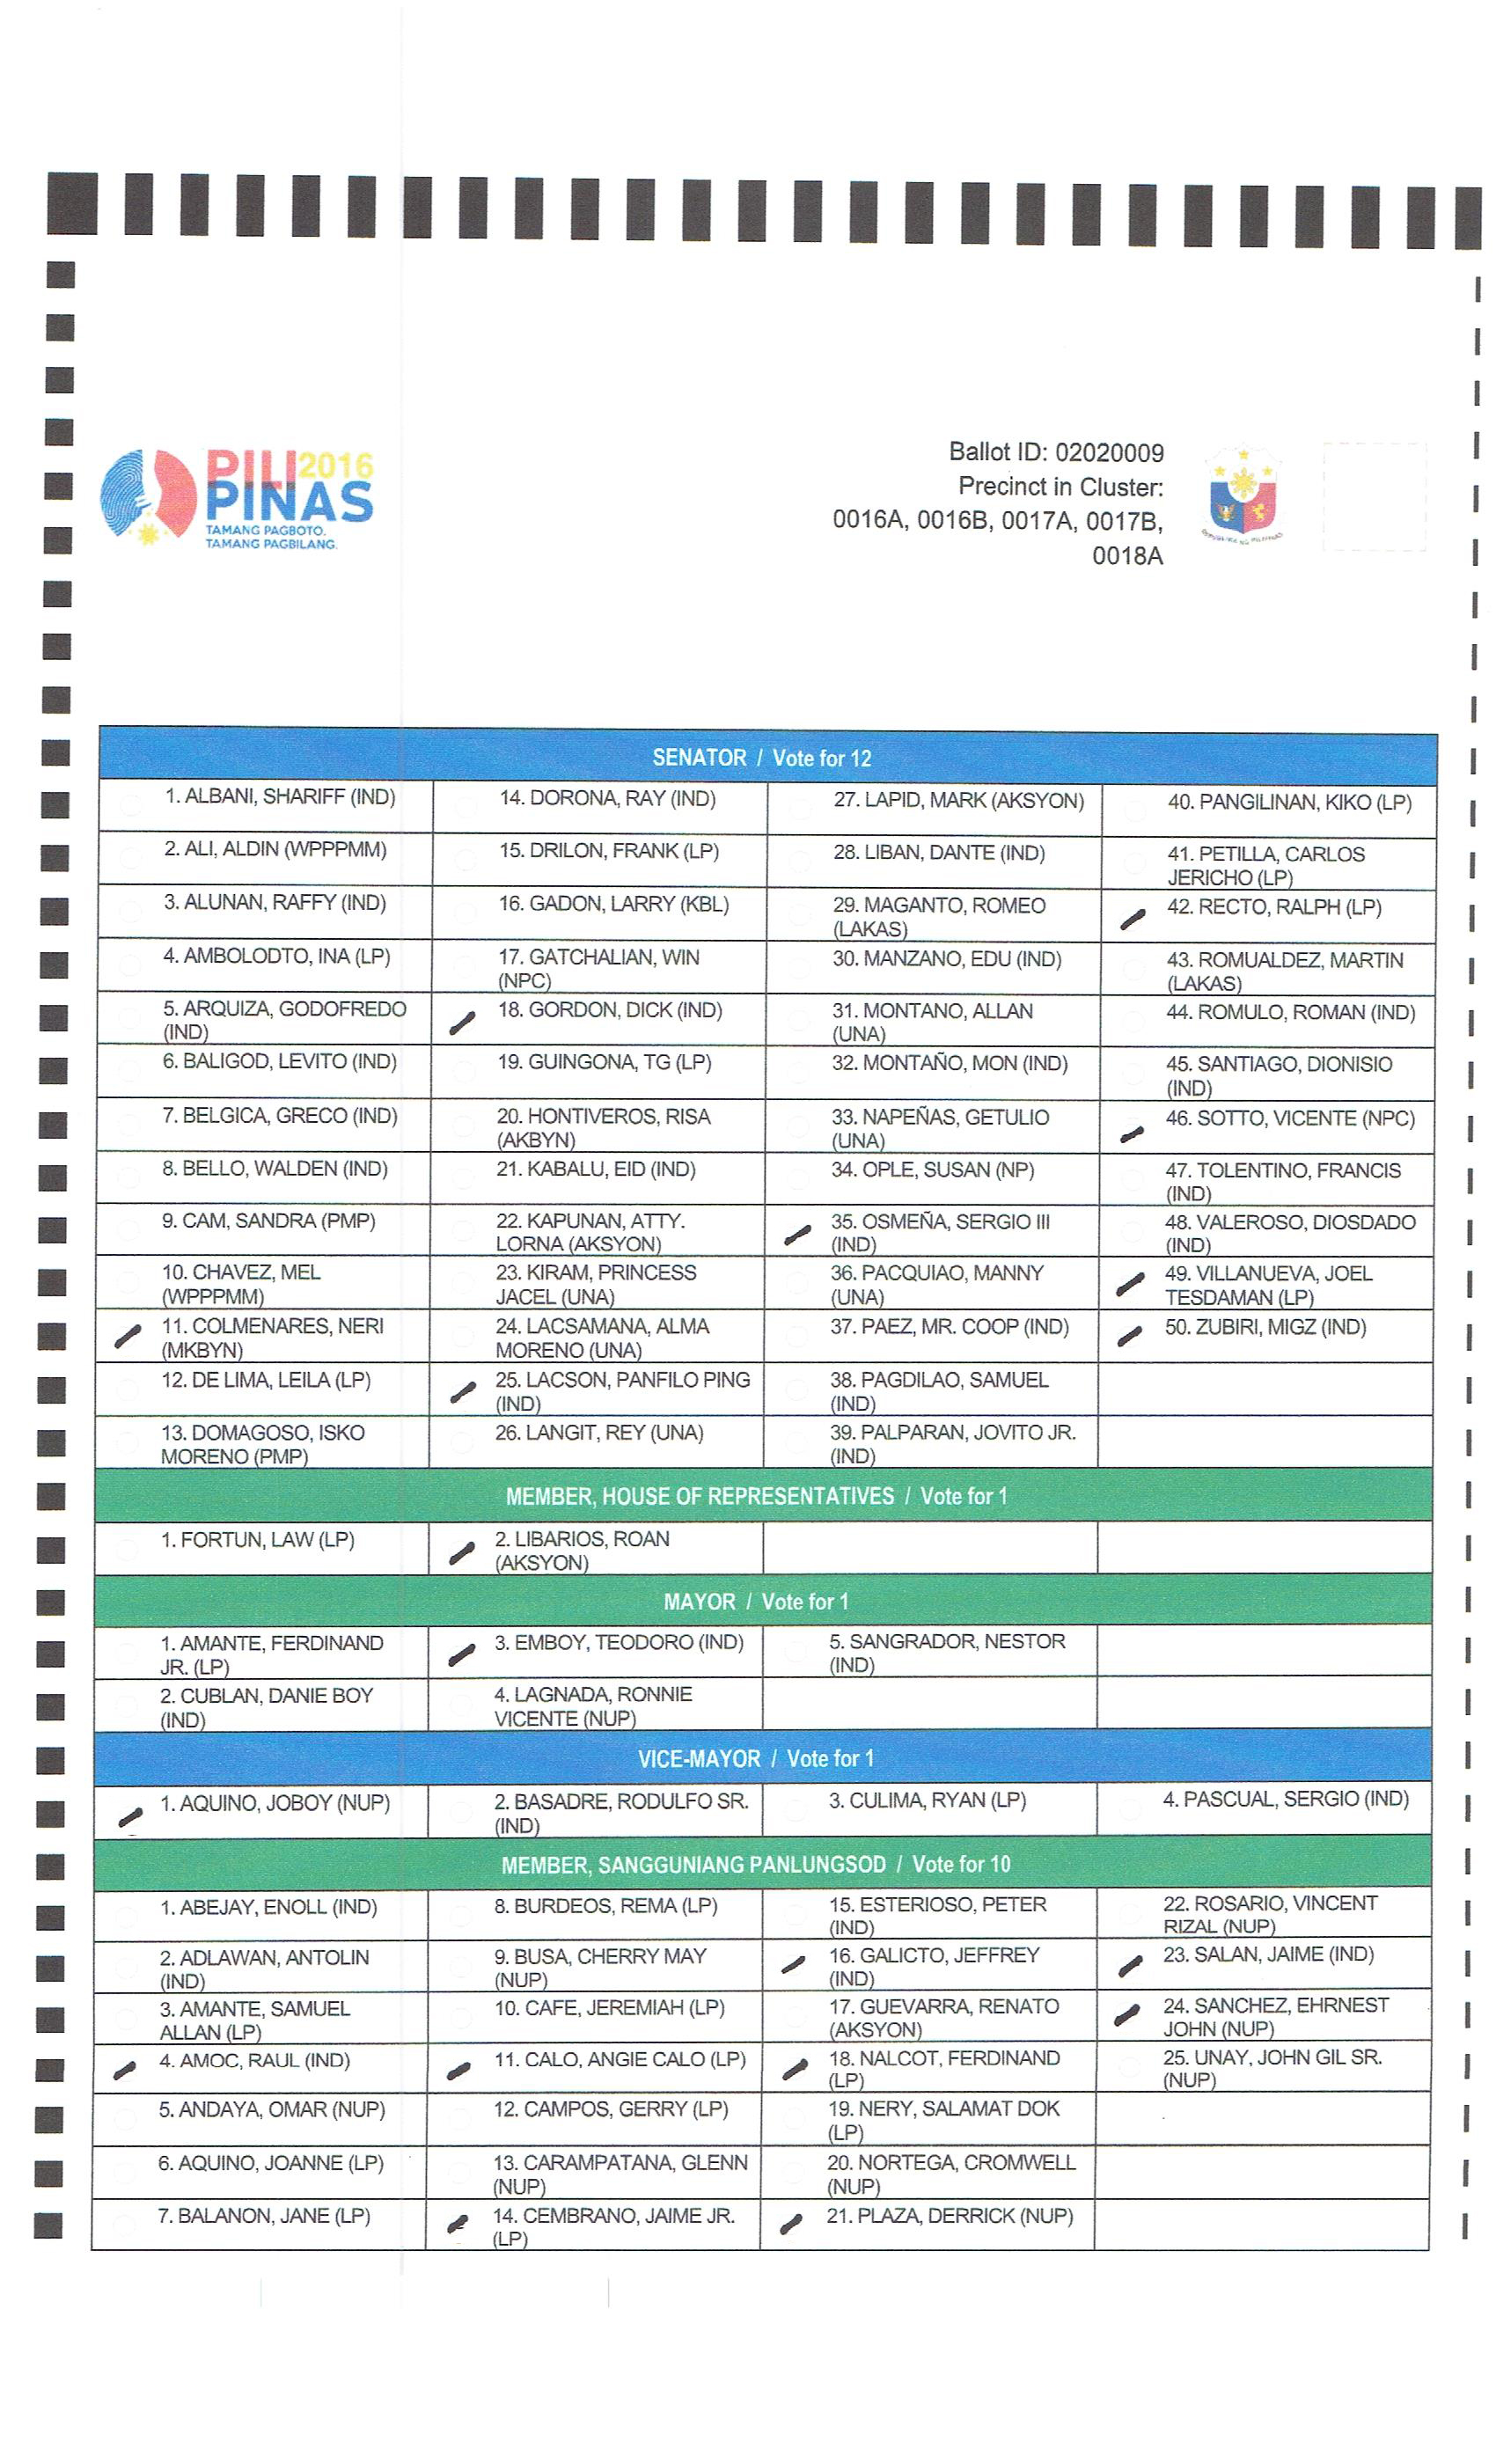 PILI2016
PINAS
TAMANG PAGBOTO.
TAMANG PAGBILANG.
Ballot ID: 02020009
Precinct in Cluster:
0016A, 0016B, 0017A, 0017B,
0018A
SENATOR / Vote for 12
1. ALBANI, SHARIFF (IND)
2. ALI, ALDIN (WPPPMM)
3. ALUNAN, RAFFY (IND)
4. AMBOLODTO, INA (LP)
5. ARQUIZA, GODOFREDO
(IND)
6. BALIGOD, LEVITO (IND)
7. BELGICA, GRECO (IND)
8. BELLO, WALDEN (IND)
9. CAM, SANDRA (PMP)
10. CHAVEZ, MEL
(WPPPMM)
11. COLMENARES, NERI
(MKBYN)
12. DE LIMA, LEILA (LP)
13. DOMAGOSO, ISKO
MORENO (PMP)
14. DORONA, RAY (IND)
15. DRILON, FRANK (LP)
16. GADON, LARRY (KBL)
17. GATCHALIAN, WIN
(NPC)
18. GORDON, DICK (IND)
19. GUINGONA, TG (LP)
20. HONTIVEROS, RISA
(AKBYN)
21. KABALU, EID (IND)
22. KAPUNAN, ATTY.
LORNA (AKSYON)
23. KIRAM, PRINCESS
JACEL (UNA)
24. LACSAMANA, ALMA
MORENO (UNA)
25. LACSON, PANFILO PING
(IND)
26. LANGIT, REY (UNA)
27. LAPID, MARK (AKSYON)
28. LIBAN, DANTE (IND)
29. MAGANTO, ROMEO
(LAKAS)
30. MANZANO, EDU (IND)
31. MONTANO, ALLAN
(UNA)
32. MONTAÑO, MON (IND)
33. NAPEÑAS, GETULIO
(UNA)
34. OPLE, SUSAN (NP)
35. OSMEÑA, SERGIO III
(IND)
36. PACQUIAO, MANNY
(UNA)
37. PAEZ, MR. COOP (IND)
38. PAGDILAO, SAMUEL
(IND)
39. PALPARAN, JOVITO JR.
(IND)
40. PANGILINAN, KIKO (LP)
41. PETILLA, CARLOS
JERICHO (LP)
42. RECTO, RALPH (LP)
43. ROMUALDEZ, MARTIN
(LAKAS)
44. ROMULO, ROMAN (IND)
45. SANTIAGO, DIONISIO
(IND)
46. SOTTO, VICENTE (NPC)
47. TOLENTINO, FRANCIS
(IND)
48. VALEROSO, DIOSDADO
(IND)
49. VILLANUEVA, JOEL
TESDAMAN (LP)
50. ZUBIRI, MIGZ (IND)
MEMBER, HOUSE OF REPRESENTATIVES / Vote for 1
1. FORTUN, LAW (LP)
2. LIBARIOS, ROAN
(AKSYON)
MAYOR / Vote for 1
1. AMANTE, FERDINAND
JR. (LP)
2. CUBLAN, DANIE BOY
(IND)
3. EMBOY, TEODORO (IND)
4. LAGNADA, RONNIE
VICENTE (NUP)
5. SANGRADOR, NESTOR
(IND)
VICE-MAYOR / Vote for 1
1. AQUINO, JOBOY (NUP)
2. BASADRE, RODULFO SR.
(IND)
3. CULIMA, RYAN (LP)
4. PASCUAL, SERGIO (IND)
MEMBER, SANGGUNIANG PANLUNGSOD / Vote for 10
1. ABEJAY, ENOLL (IND)
2. ADLAWAN, ANTOLIN
(IND)
3. AMANTE, SAMUEL
ALLAN (LP)
4. AMOC, RAUL (IND)
5. ANDAYA, OMAR (NUP)
6. AQUINO, JOANNE (LP)
7. BALANON, JANE (LP)
8. BURDEOS, REMA (LP)
9. BUSA, CHERRY MAY
(NUP)
10. CAFE, JEREMIAH (LP)
11. CALO, ANGIE CALO (LP)
12. CAMPOS, GERRY (LP)
13. CARAMPATANA, GLENN
(NUP)
14. CEMBRANO, JAIME JR.
(LP)
15. ESTERIOSO, PETER
(IND)
16. GALICTO, JEFFREY
(IND)
17. GUEVARRA, RENATO
(AKSYON)
18. NALCOT, FERDINAND
(LP)
19. NERY, SALAMAT DOK
(LP)
20. NORTEGA, CROMWELL
(NUP)
21. PLAZA, DERRICK (NUP)
22. ROSARIO, VINCENT
RIZAL (NUP)
23. SALAN, JAIME (IND)
24. SANCHEZ, EHRNEST
JOHN (NUP)
25. UNAY, JOHN GIL SR.
(NUP)